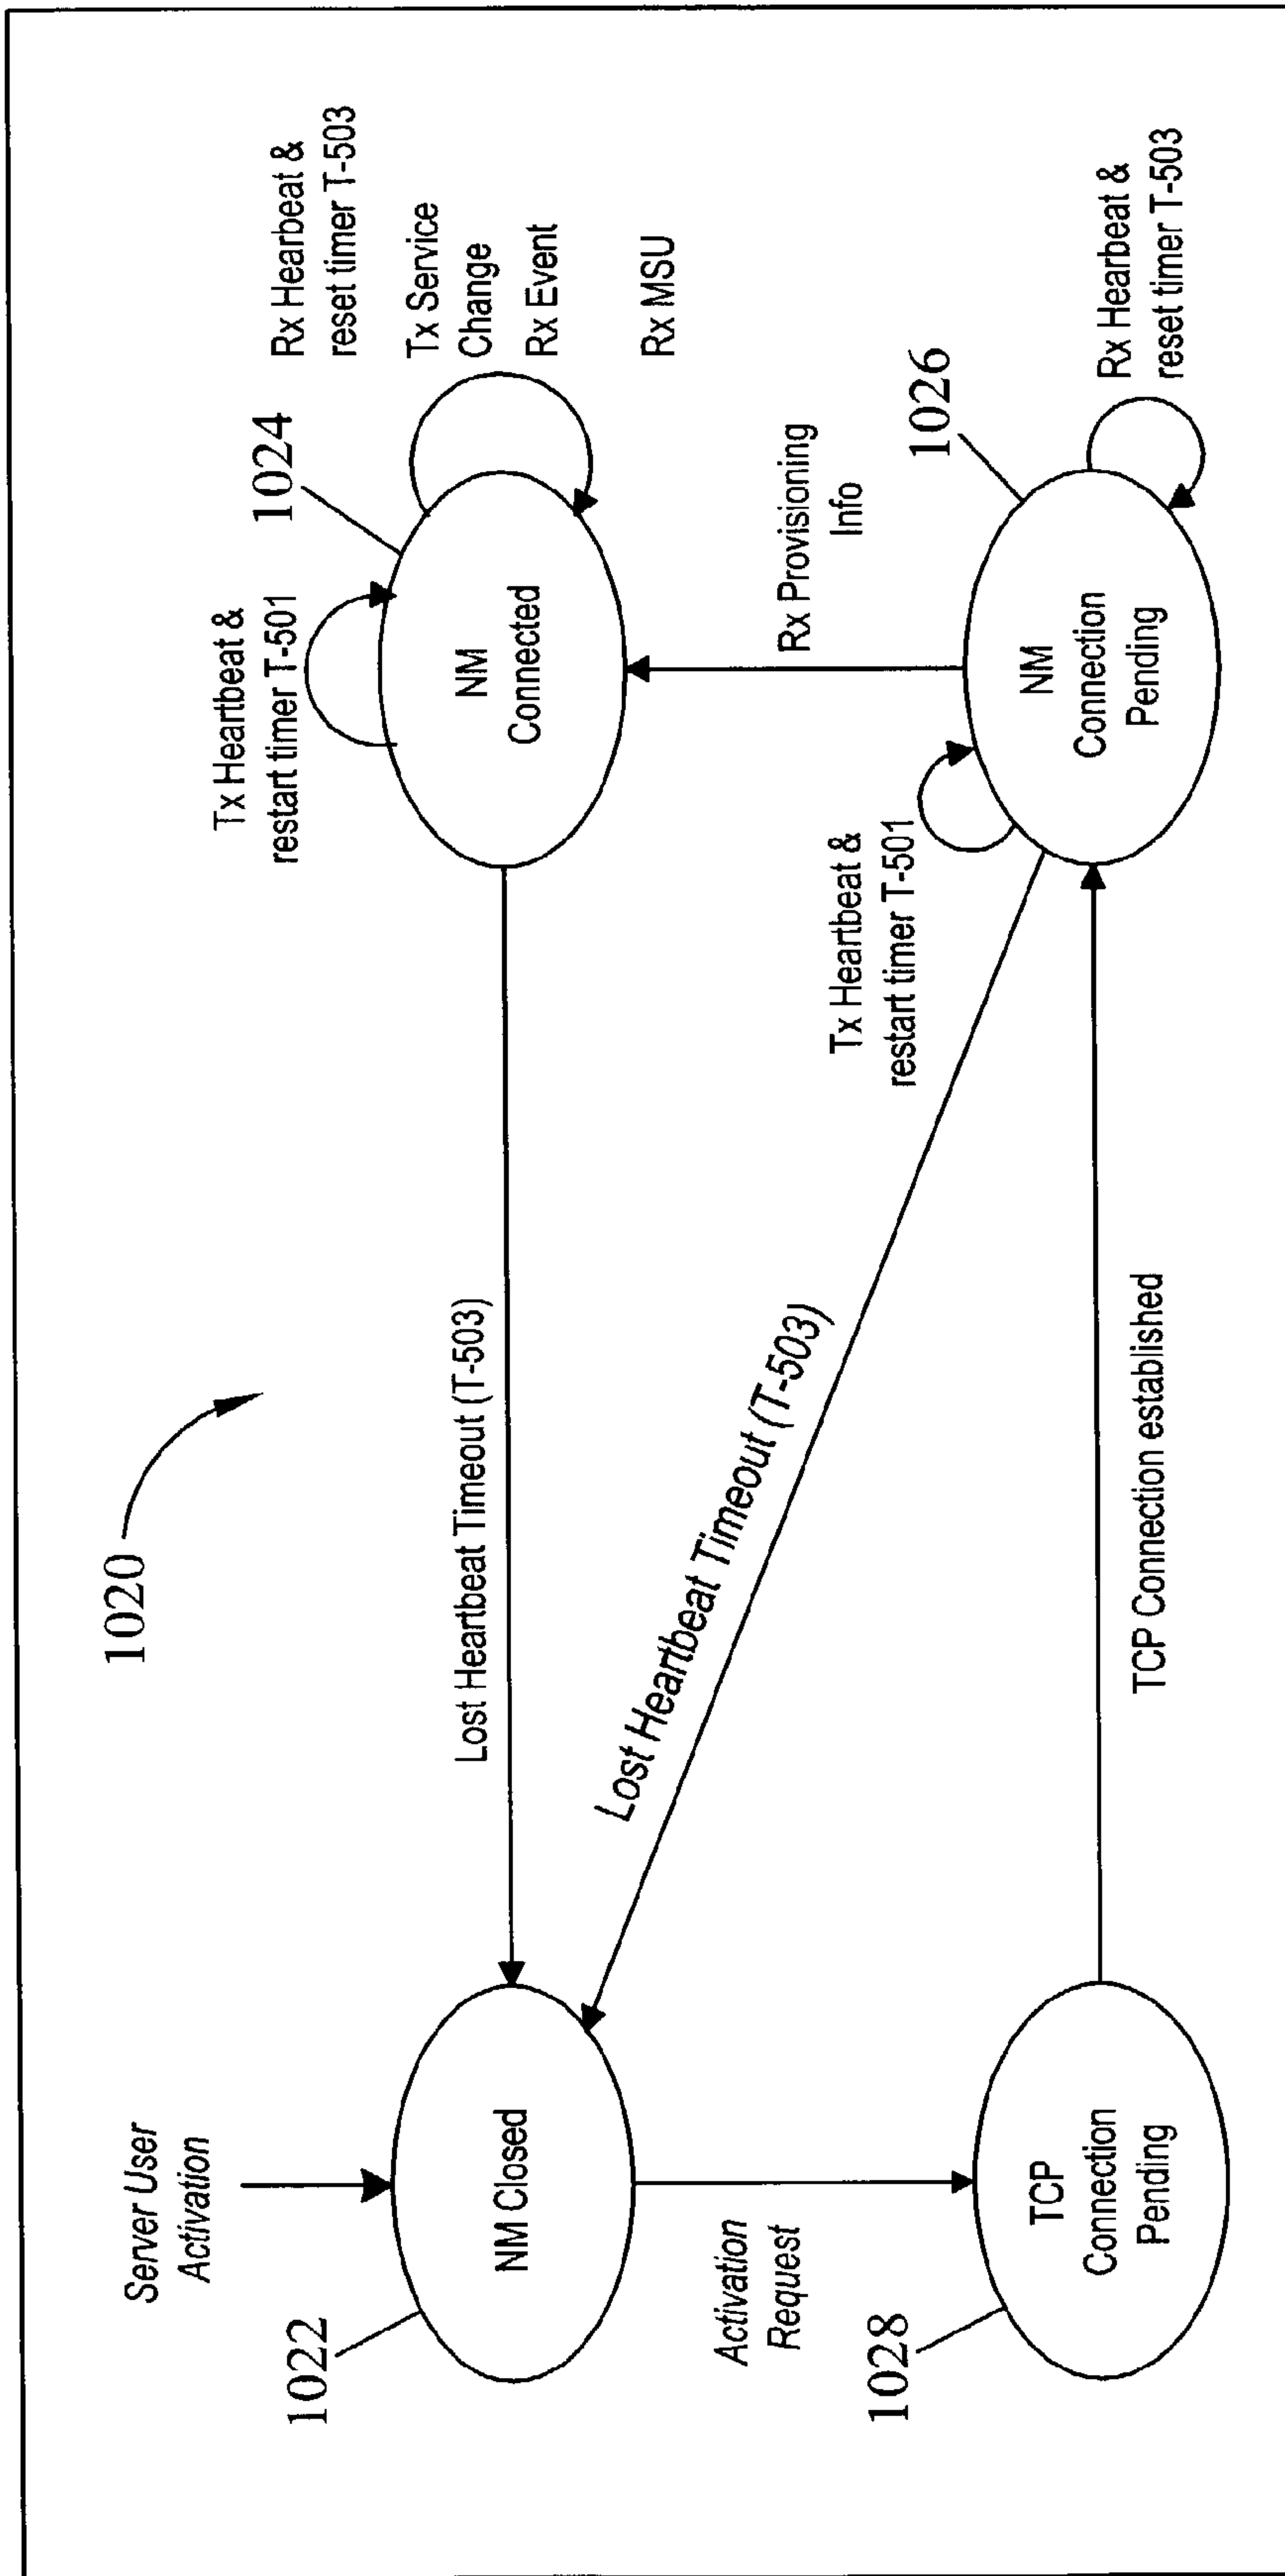 1020
Server User
Activation
1022
NM Closed
Lost Heartbeat Timeout (T-503)
Tx Heartbeat &
restart timer T-501
1024
NM
Connected
Rx Hearbeat &
reset timer T-503
Tx Service
Change
Rx Event
Rx MSU
Activation
Request
Lost Heartbeat Timeout (T-503)
Rx Provisioning
Info
1028
TCP
Connection
Pending
TCP Connection established
Tx Heartbeat &
restart timer T-501
1026
NM
Connection
Pending
Rx Hearbeat &
reset timer T-503